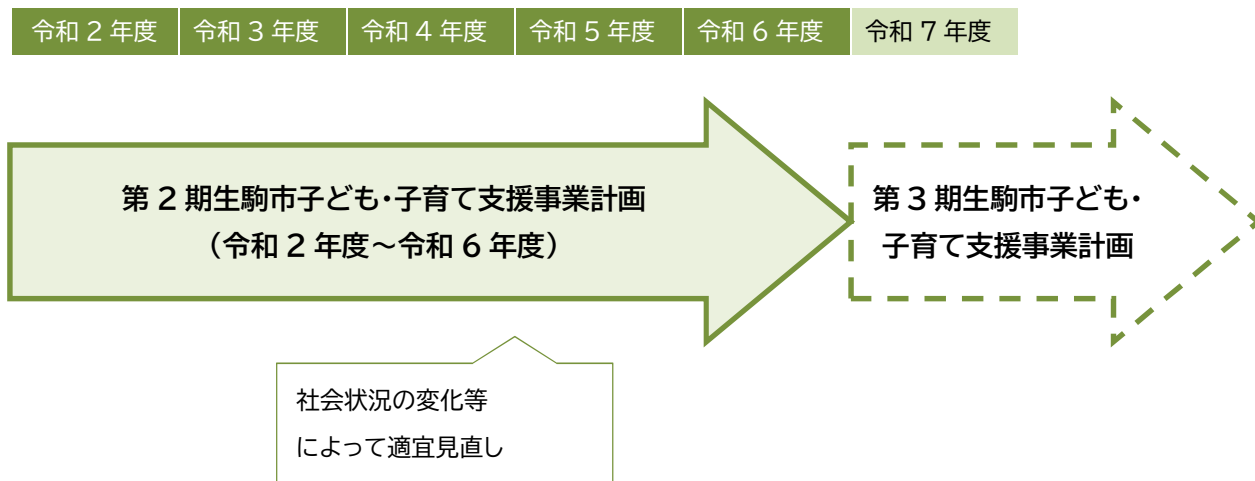 令和２年度 令和３年度 令和４年度 令和５年度 令和６年度 令和７年度
第２期生駒市子ども・子育て支援事業計画
（令和２年度～令和６年度）
第３期生駒市子ども・
子育て支援事業計画
社会状況の変化等
によって適宜見直し